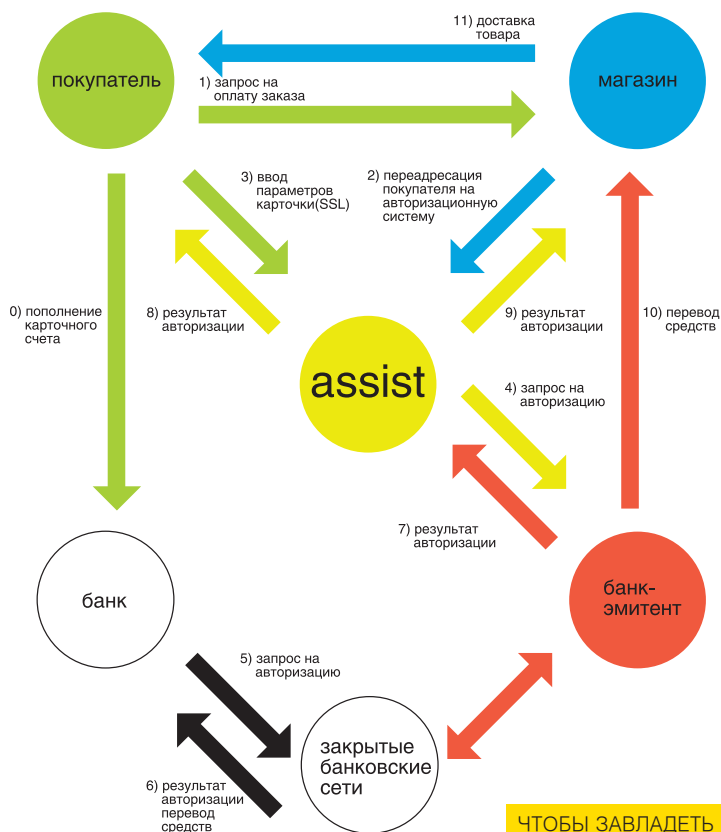 11) доставка
товара
покупатель
магазин
1) запрос на
оплату заказа
3) ввод
параметров
карточки(SSL)
2) переадресация
покупателя на
авторизационную
систему
0) пополнение
карточного
счета
8) результат
авторизации
9) результат
авторизации
10) перевод
средств
assist
4) запрос на
авторизацию
7) результат
авторизации
банк
банк-
эмитент
5) запрос на
авторизацию
закрытые
банковские
сети
6) результат
авторизации
перевод
средств
ЧТОБЫ ЗАВЛАДЕТЬ